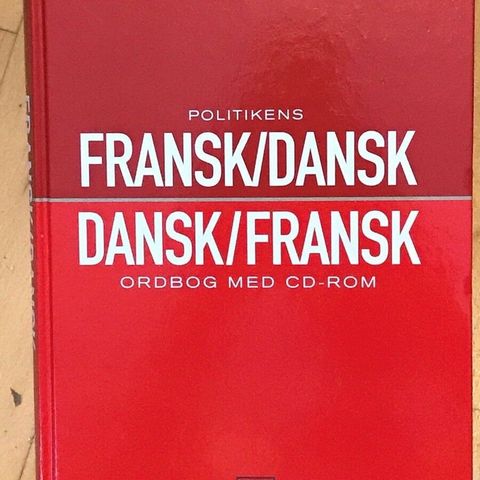 POLITIKENS
FRANSK/DANSK
DANSK/FRANSK
ORDBOG MED CD-ROM